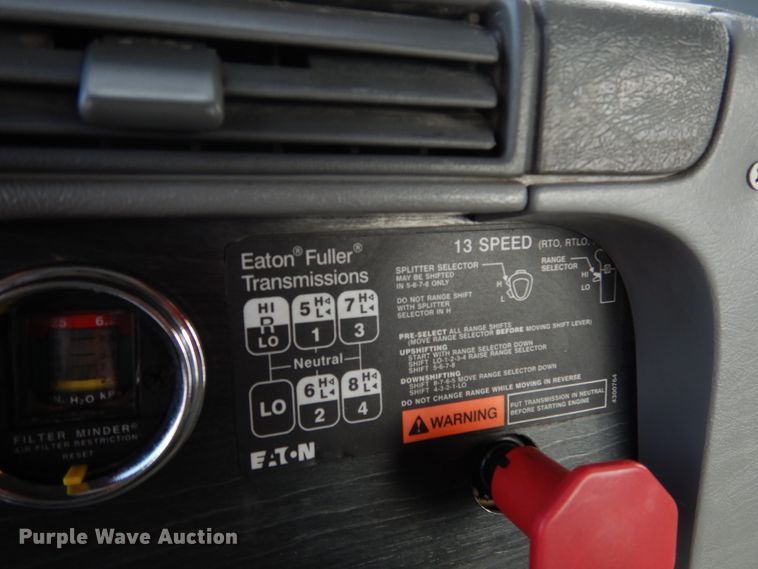 Eaton® Fuller®
Transmissions
13 SPEED (RTO, RTLO,
HI
R
LO
5 H L
1
7 H L
3
Neutral
LO
6 H L
2
8 H L
4
EATON
SPLITTER SELECTOR
MAY BE SHIFTED
IN 5-6-7-8 ONLY
H
L
RANGE
SELECTOR
HI
LO
DO NOT RANGE SHIFT
WITH SPLITTER
SELECTOR IN H
PRE-SELECT ALL RANGE SHIFTS
(MOVE RANGE SELECTOR BEFORE MOVING SHIFT LEVER)
UPSHIFTING
START WITH RANGE SELECTOR DOWN
SHIFT LO-1-2-3-4 RAISE RANGE SELECTOR
SHIFT 5-6-7-8
DOWNSHIFTING
SHIFT 8-7-6-5 MOVE RANGE SELECTOR DOWN
SHIFT 4-3-2-1-LO
DO NOT CHANGE RANGE WHILE MOVING IN REVERSE
WARNING
PUT TRANSMISSION IN NEUTRAL
BEFORE STARTING ENGINE
4300764
H₂O kP
FILTER MINDER®
AIR FILTER RESTRICTION
RESET
Purple Wave Auction